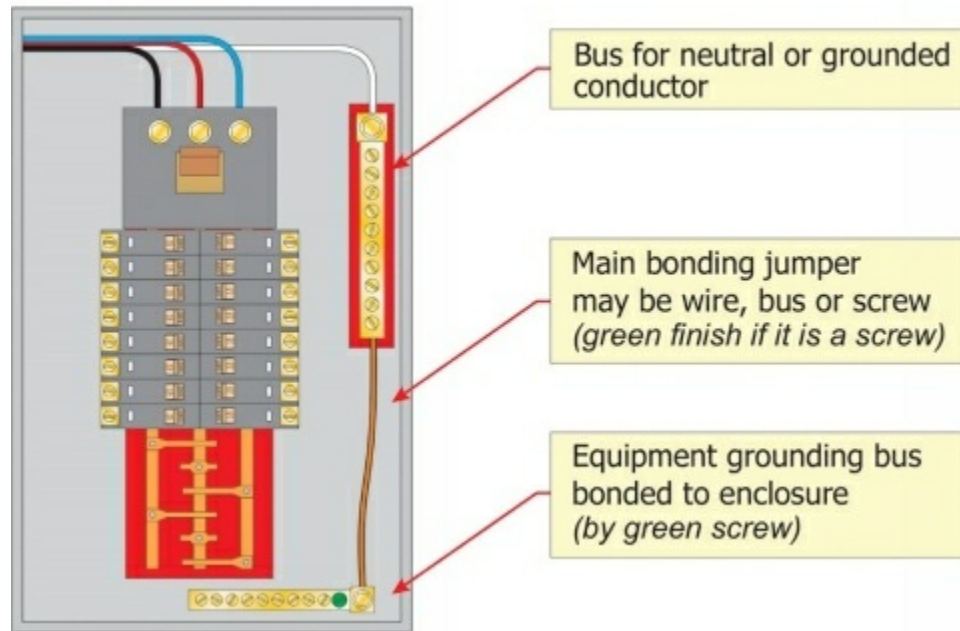 Bus for neutral or grounded
conductor
Main bonding jumper
may be wire, bus or screw
(green finish if it is a screw)
Equipment grounding bus
bonded to enclosure
(by green screw)